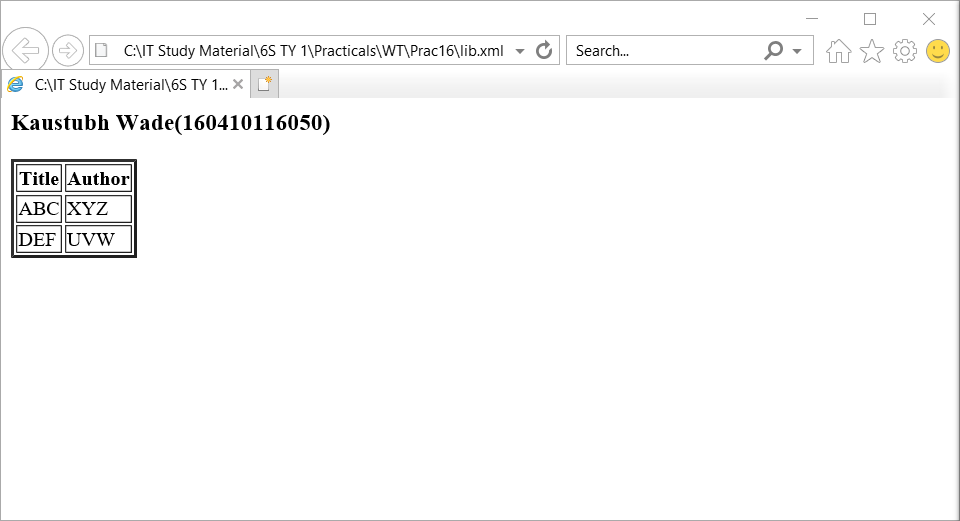 C:\IT Study Material\6S TY 1\Practicals\WT\Prac16\lib.xml Search...
C:\IT Study Material\6S TY 1...
Kaustubh Wade(160410116050)
Title Author
ABC XYZ
DEF UVW